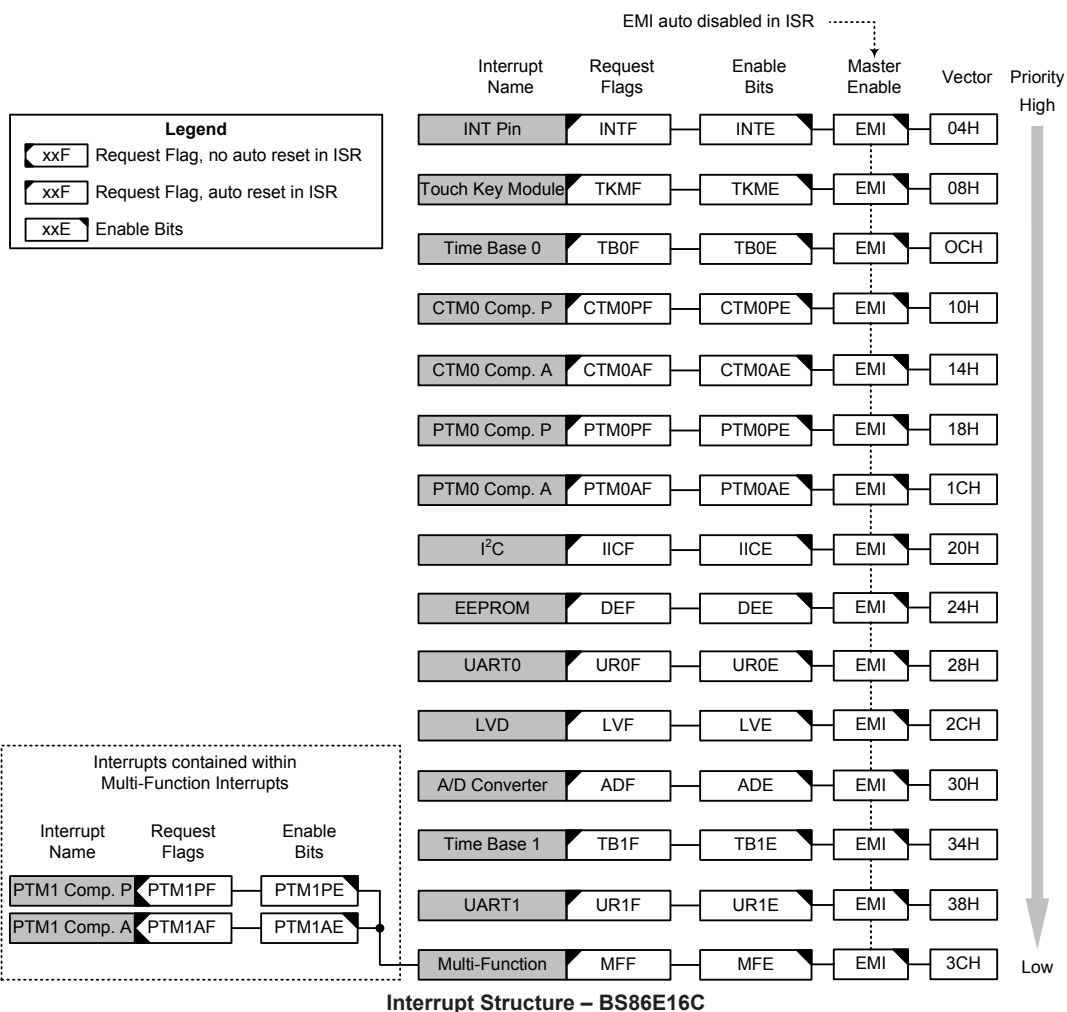 EMI auto disabled in ISR
Interrupt Name
Request Flags
Enable Bits
Master Enable
Vector
Priority
High
Legend
xxF Request Flag, no auto reset in ISR
xxF Request Flag, auto reset in ISR
xxE Enable Bits
INT Pin INTF INTE EMI 04H
Touch Key Module TKMF TKME EMI 08H
Time Base 0 TB0F TB0E EMI OCH
CTM0 Comp. P CTM0PF CTM0PE EMI 10H
CTM0 Comp. A CTM0AF CTM0AE EMI 14H
PTM0 Comp. P PTM0PF PTM0PE EMI 18H
PTM0 Comp. A PTM0AF PTM0AE EMI 1CH
I²C IICF IICE EMI 20H
EEPROM DEF DEE EMI 24H
UART0 UR0F UR0E EMI 28H
LVD LVF LVE EMI 2CH
A/D Converter ADF ADE EMI 30H
Time Base 1 TB1F TB1E EMI 34H
UART1 UR1F UR1E EMI 38H
Multi-Function MFF MFE EMI 3CH
Low
Interrupts contained within
Multi-Function Interrupts
Interrupt Name
Request Flags
Enable Bits
PTM1 Comp. P PTM1PF PTM1PE
PTM1 Comp. A PTM1AF PTM1AE
Interrupt Structure – BS86E16C